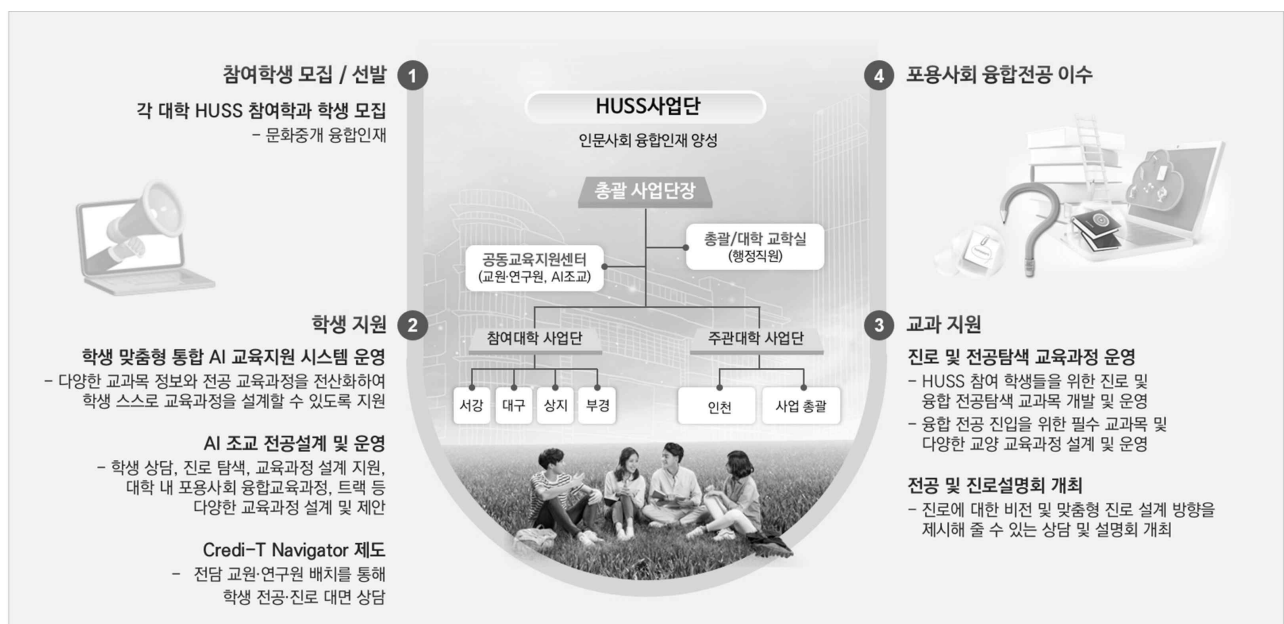 참여학생 모집 / 선발 1
각 대학 HUSS 참여학과 학생 모집
- 문화중개 융합인재
HUSS사업단
인문사회 융합인재 양성
총괄 사업단장
총괄/대학 교학실
(행정직원)
공동교육지원센터
(교원·연구원, AI조교)
참여대학 사업단
주관대학 사업단
서강
대구
상지
부경
인천
사업 총괄
학생 지원 2
학생 맞춤형 통합 AI 교육지원 시스템 운영
- 다양한 교과목 정보와 전공 교육과정을 전산화하여
학생 스스로 교육과정을 설계할 수 있도록 지원
AI 조교 전공설계 및 운영
- 학생 상담, 진로 탐색, 교육과정 설계 지원,
대학 내 포용사회 융합교육과정, 트랙 등
다양한 교육과정 설계 및 제안
Credi-T Navigator 제도
- 전담 교원·연구원 배치를 통해
학생 전공·진로 대면 상담
3 교과 지원
진로 및 전공탐색 교육과정 운영
- HUSS 참여 학생들을 위한 진로 및
융합 전공탐색 교과목 개발 및 운영
- 융합 전공 진입을 위한 필수 교과목 및
다양한 교양 교육과정 설계 및 운영
전공 및 진로설명회 개최
- 진로에 대한 비전 및 맞춤형 진로 설계 방향을
제시해 줄 수 있는 상담 및 설명회 개최
4 포용사회 융합전공 이수